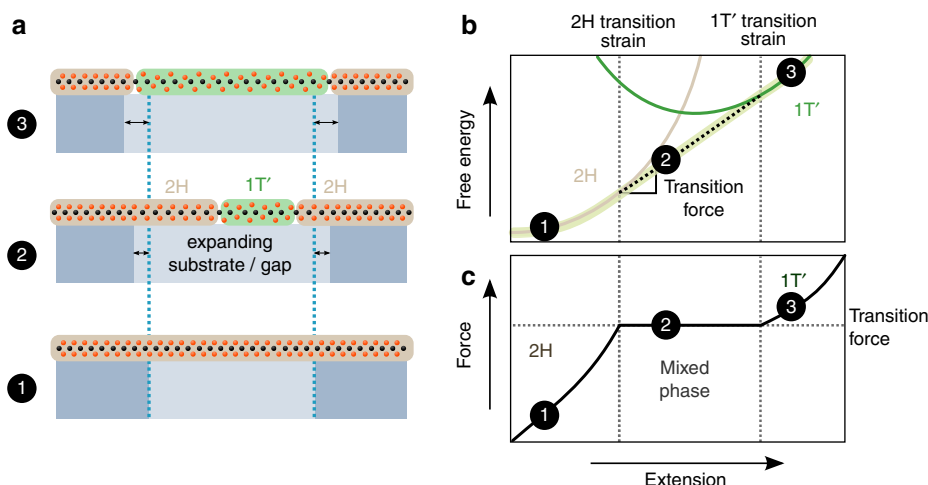 a
3
2H
1T′
2H
expanding
substrate / gap
2
1
b
2H transition
strain
1T′ transition
strain
Free energy
3
1T′
2
2H
Transition
force
1
c
Force
1T′
3
2
Transition
force
2H
Mixed
phase
1
Extension